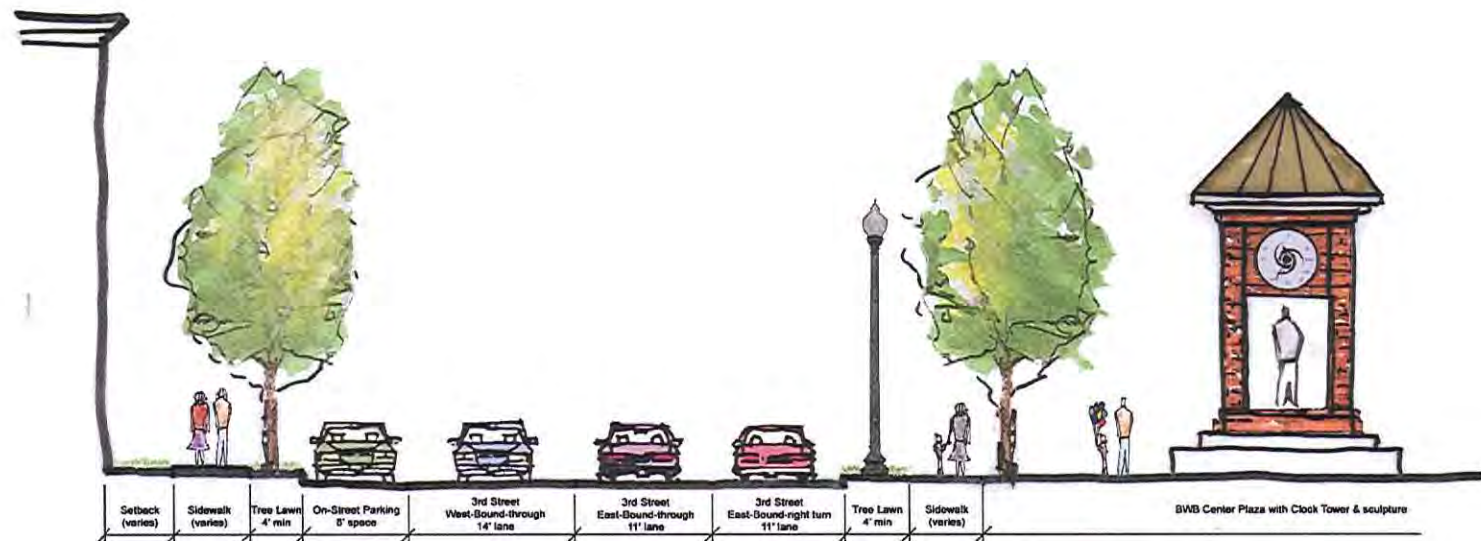 Setback
(varies)
Sidewalk
(varies)
Tree Lawn
4' min
On-Street Parking
8' space
3rd Street
West-Bound-through
14' lane
3rd Street
East-Bound-through
11' lane
3rd Street
East-Bound-right turn
11' lane
Tree Lawn
4' min
Sidewalk
(varies)
BWB Center Plaza with Clock Tower & sculpture